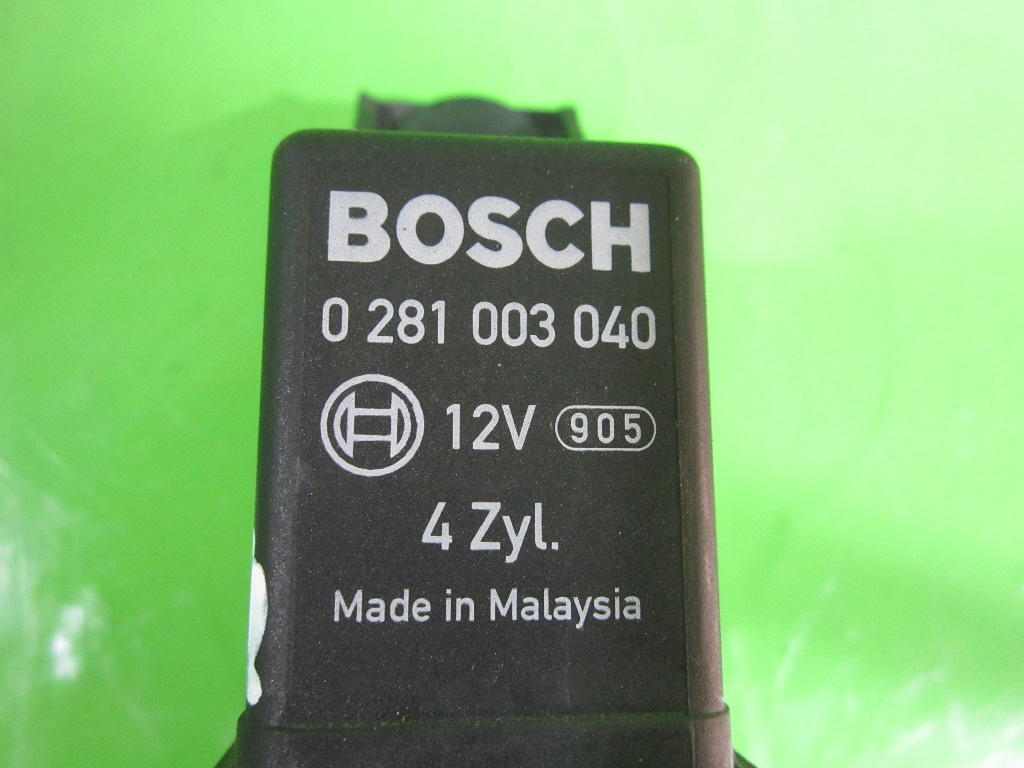 BOSCH
0 281 003 040
12V 905
4 Zyl.
Made in Malaysia